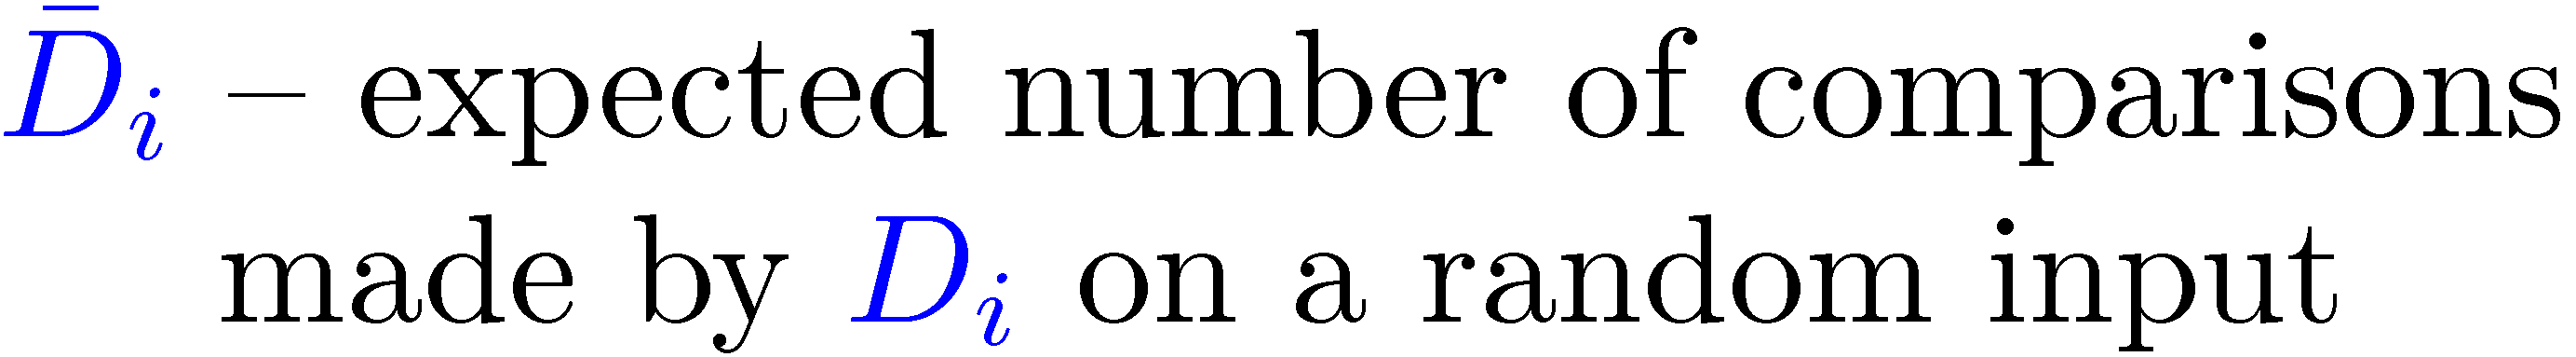 D̄ᵢ – expected number of comparisons
made by Dᵢ on a random input